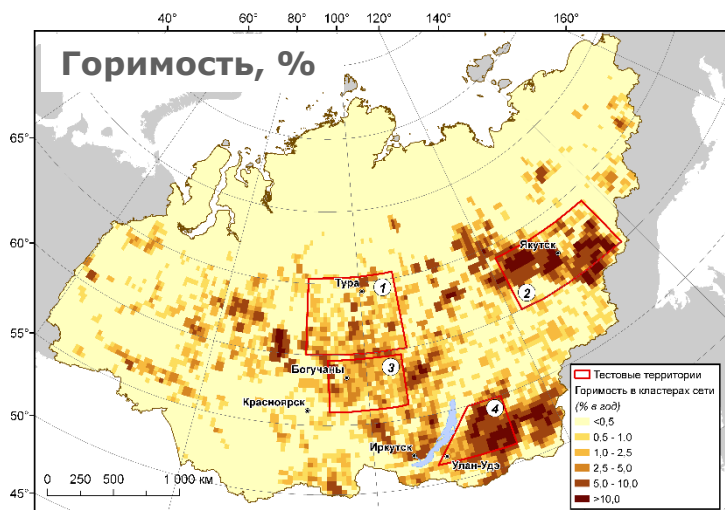 40° 80° 100° 120° 140° 160°
Горимость, %
65°
60°
55°
50°
45°
Якутск
Тура
1
2
Богучаны
3
Красноярск
4
Иркутск
Улан-Удэ
0 250 500 1 000 км
Тестовые территории
Горимость в кластерах сети
(% в год)
<0,5
0,5 - 1.0
1,0 - 2.5
2,5 - 5,0
5.0 - 10,0
>10,0